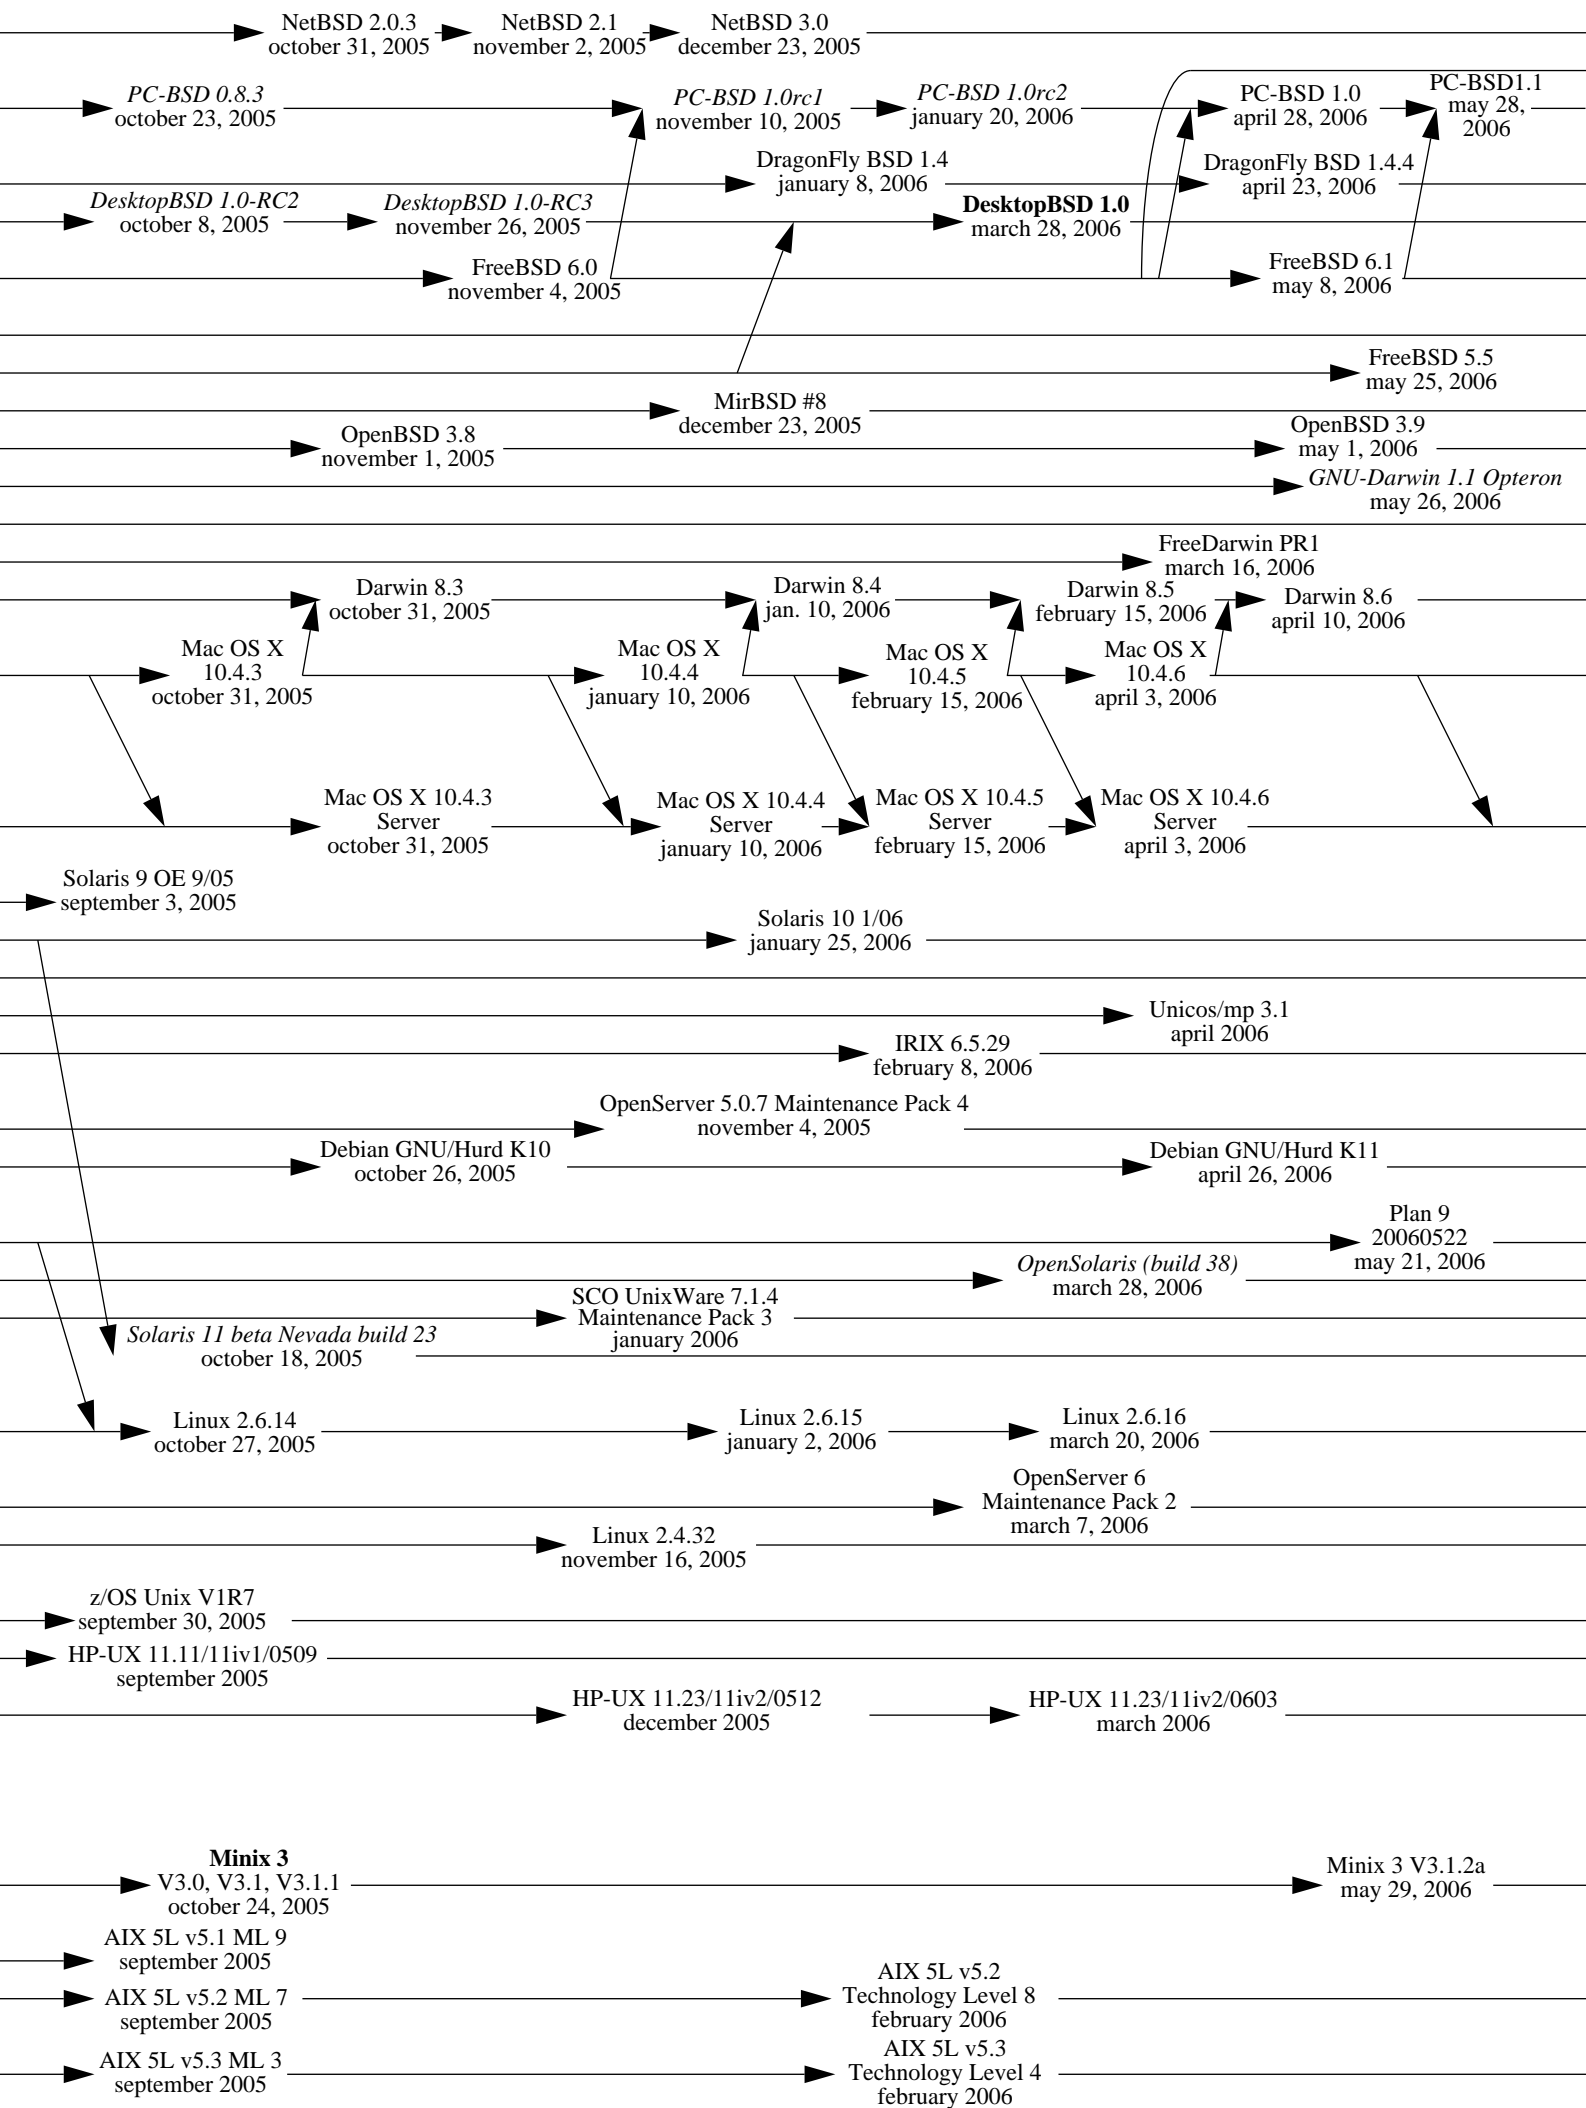 NetBSD 2.0.3
october 31, 2005
NetBSD 2.1
november 2, 2005
NetBSD 3.0
december 23, 2005
PC-BSD 0.8.3
october 23, 2005
PC-BSD 1.0rc1
november 10, 2005
PC-BSD 1.0rc2
january 20, 2006
PC-BSD 1.0
april 28, 2006
PC-BSD1.1
may 28,
2006
DragonFly BSD 1.4
january 8, 2006
DragonFly BSD 1.4.4
april 23, 2006
DesktopBSD 1.0-RC2
october 8, 2005
DesktopBSD 1.0-RC3
november 26, 2005
DesktopBSD 1.0
march 28, 2006
FreeBSD 6.0
november 4, 2005
FreeBSD 6.1
may 8, 2006
FreeBSD 5.5
may 25, 2006
MirBSD #8
december 23, 2005
OpenBSD 3.8
november 1, 2005
OpenBSD 3.9
may 1, 2006
GNU-Darwin 1.1 Opteron
may 26, 2006
FreeDarwin PR1
march 16, 2006
Darwin 8.3
october 31, 2005
Darwin 8.4
jan. 10, 2006
Darwin 8.5
february 15, 2006
Darwin 8.6
april 10, 2006
Mac OS X
10.4.3
october 31, 2005
Mac OS X
10.4.4
january 10, 2006
Mac OS X
10.4.5
february 15, 2006
Mac OS X
10.4.6
april 3, 2006
Mac OS X 10.4.3
Server
october 31, 2005
Mac OS X 10.4.4
Server
january 10, 2006
Mac OS X 10.4.5
Server
february 15, 2006
Mac OS X 10.4.6
Server
april 3, 2006
Solaris 9 OE 9/05
september 3, 2005
Solaris 10 1/06
january 25, 2006
Unicos/mp 3.1
april 2006
IRIX 6.5.29
february 8, 2006
OpenServer 5.0.7 Maintenance Pack 4
november 4, 2005
Debian GNU/Hurd K10
october 26, 2005
Debian GNU/Hurd K11
april 26, 2006
Plan 9
20060522
may 21, 2006
OpenSolaris (build 38)
march 28, 2006
SCO UnixWare 7.1.4
Maintenance Pack 3
january 2006
Solaris 11 beta Nevada build 23
october 18, 2005
Linux 2.6.14
october 27, 2005
Linux 2.6.15
january 2, 2006
Linux 2.6.16
march 20, 2006
OpenServer 6
Maintenance Pack 2
march 7, 2006
Linux 2.4.32
november 16, 2005
z/OS Unix V1R7
september 30, 2005
HP-UX 11.11/11iv1/0509
september 2005
HP-UX 11.23/11iv2/0512
december 2005
HP-UX 11.23/11iv2/0603
march 2006
Minix 3
V3.0, V3.1, V3.1.1
october 24, 2005
Minix 3 V3.1.2a
may 29, 2006
AIX 5L v5.1 ML 9
september 2005
AIX 5L v5.2 ML 7
september 2005
AIX 5L v5.2
Technology Level 8
february 2006
AIX 5L v5.3 ML 3
september 2005
AIX 5L v5.3
Technology Level 4
february 2006